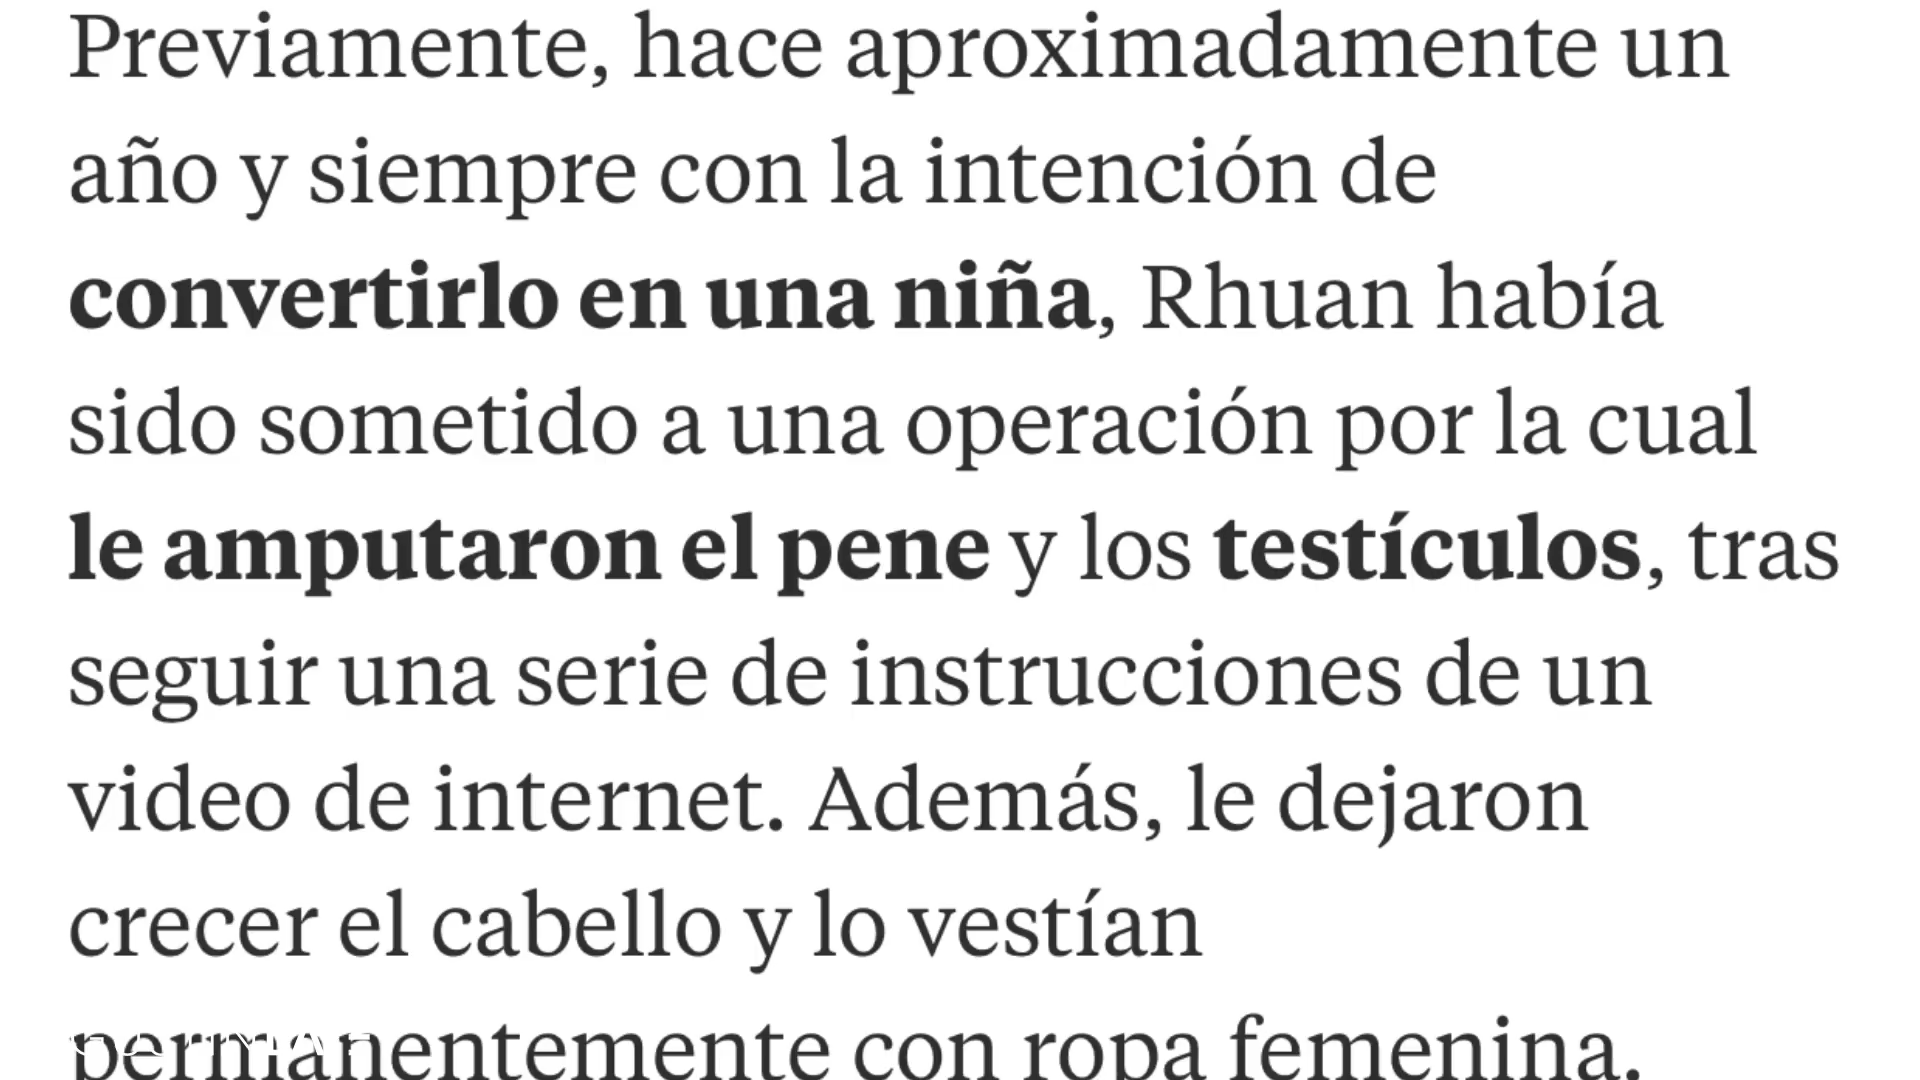 Previamente, hace aproximadamente un
año y siempre con la intención de
convertirlo en una niña, Rhuan había
sido sometido a una operación por la cual
le amputaron el pene y los testículos, tras
seguir una serie de instrucciones de un
video de internet. Además, le dejaron
crecer el cabello y lo vestían
permanentemente con ropa femenina.